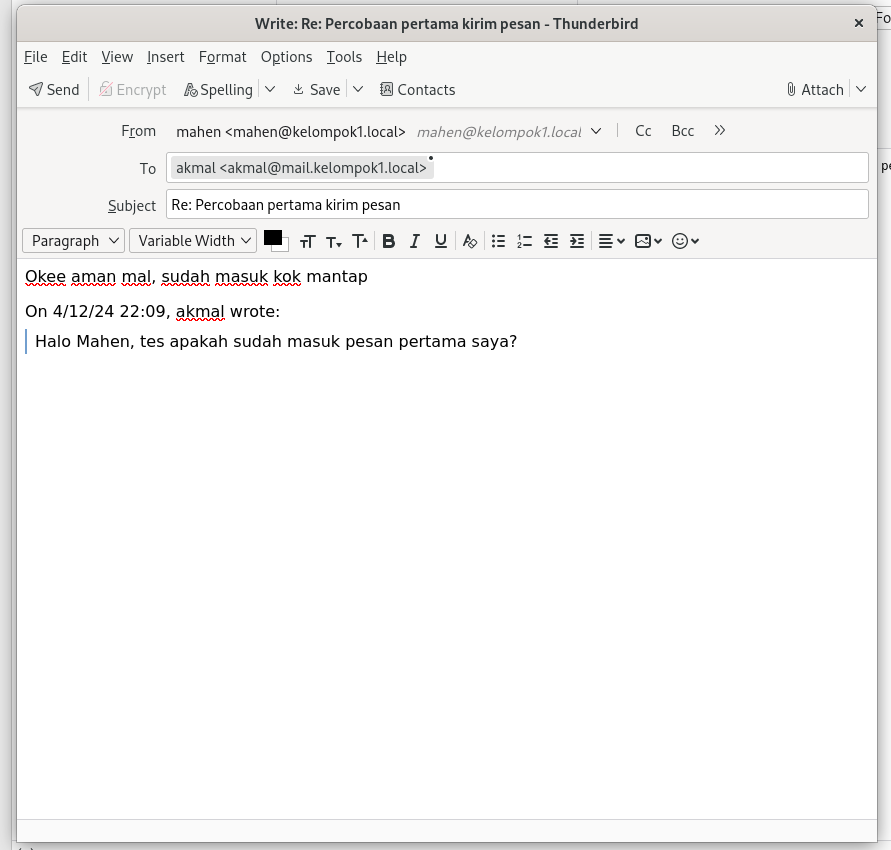 Write: Re: Percobaan pertama kirim pesan - Thunderbird
File Edit View Insert Format Options Tools Help
Send Encrypt Spelling Save Contacts Attach
From mahen <mahen@kelompok1.local> mahen@kelompok1.local Cc Bcc
To akmal <akmal@mail.kelompok1.local>
Subject Re: Percobaan pertama kirim pesan
Paragraph Variable Width
Okee aman mal, sudah masuk kok mantap
On 4/12/24 22:09, akmal wrote:
Halo Mahen, tes apakah sudah masuk pesan pertama saya?